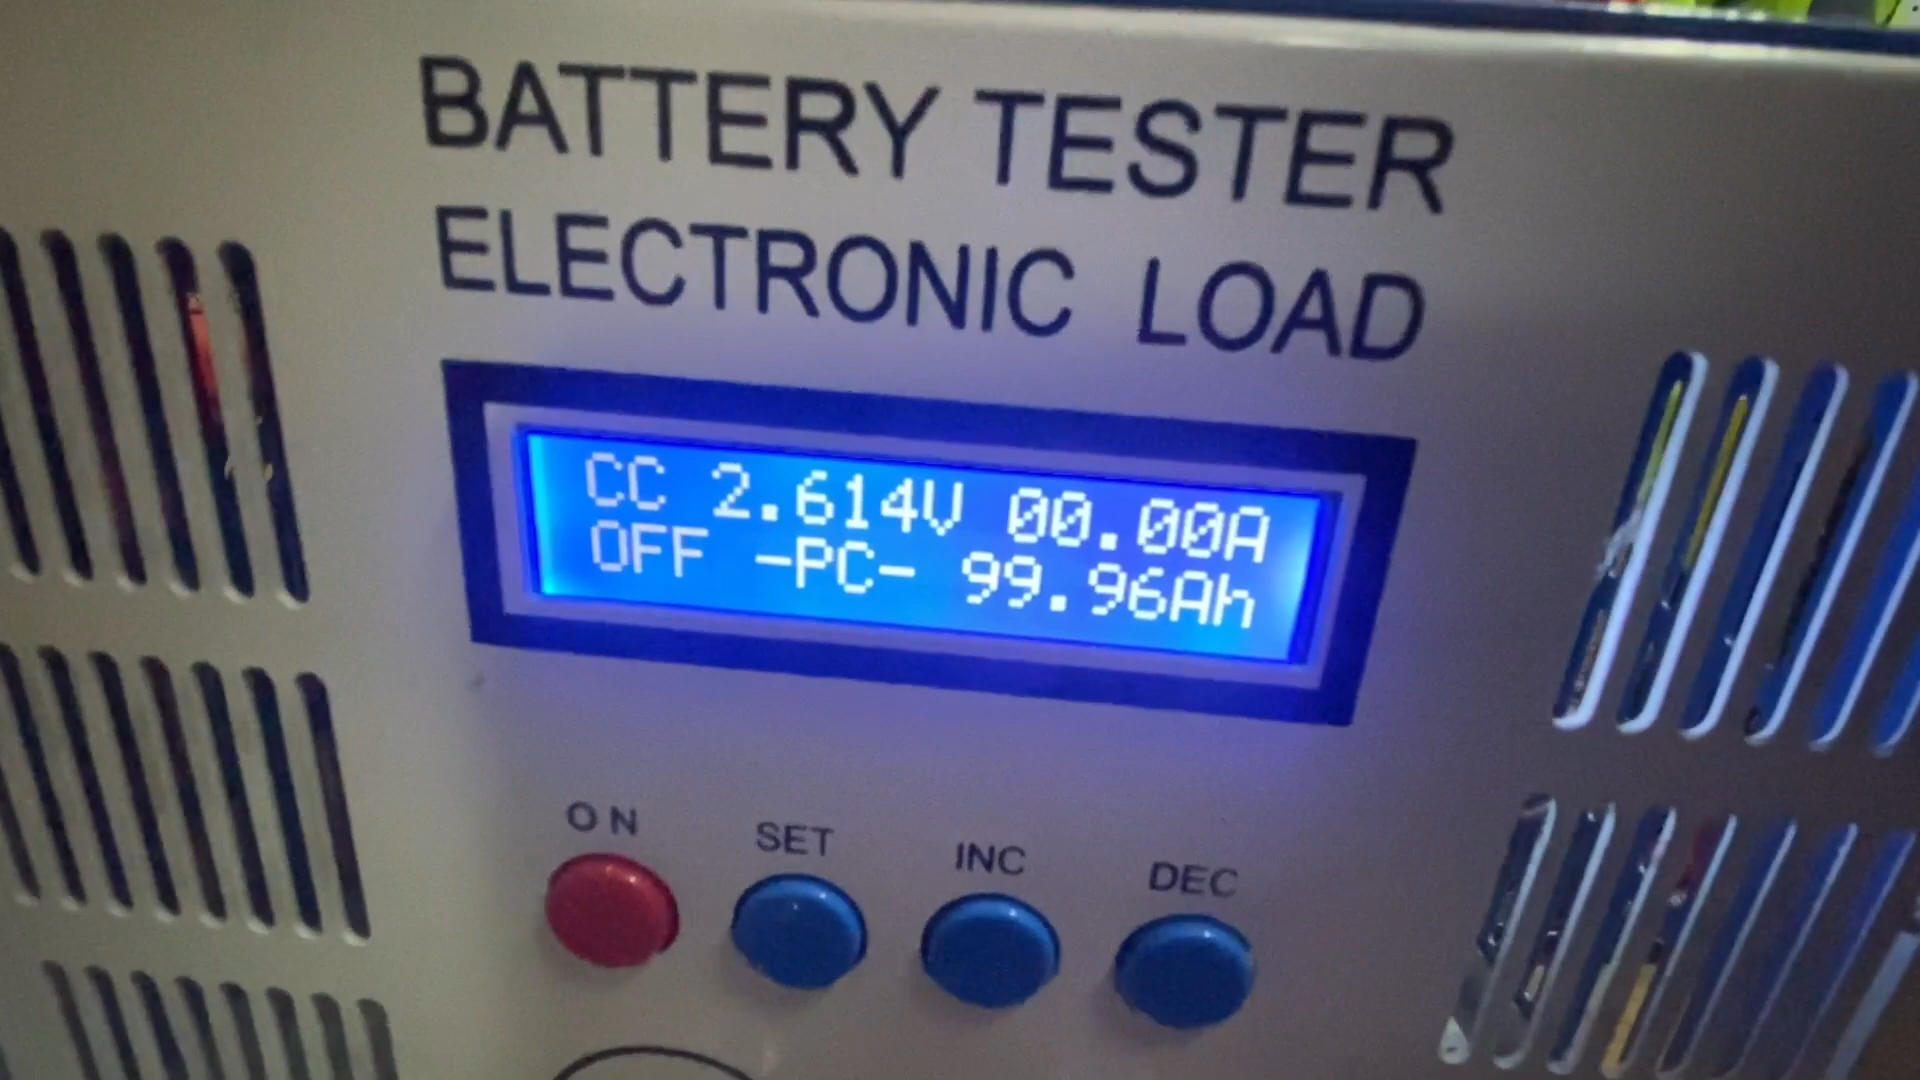 BATTERY TESTER
ELECTRONIC LOAD
CC 2.614V 00.00A
OFF -PC- 99.96Ah
ON SET INC DEC